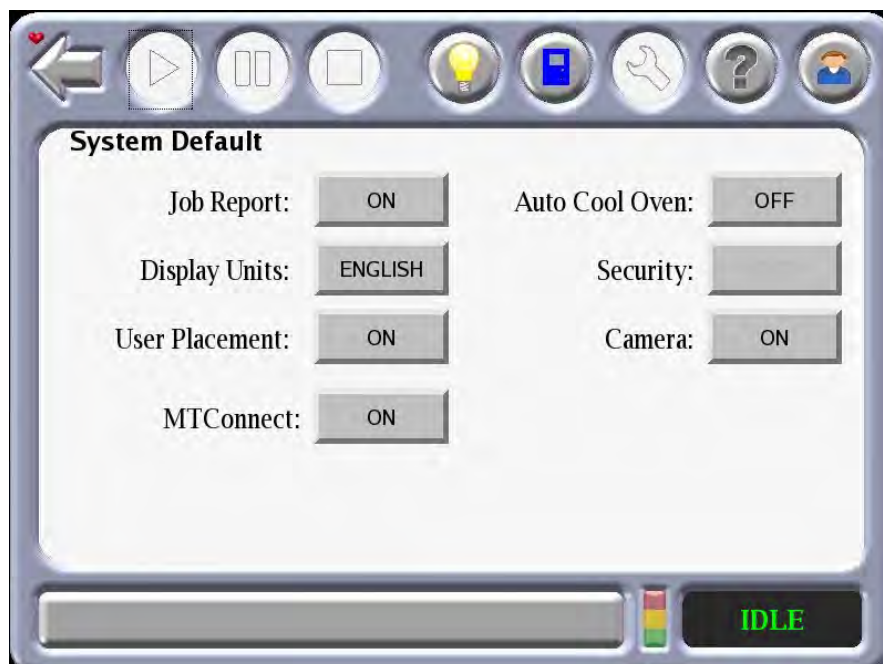 System Default
Job Report: ON Auto Cool Oven: OFF
Display Units: ENGLISH Security:
User Placement: ON Camera: ON
MTConnect: ON
IDLE